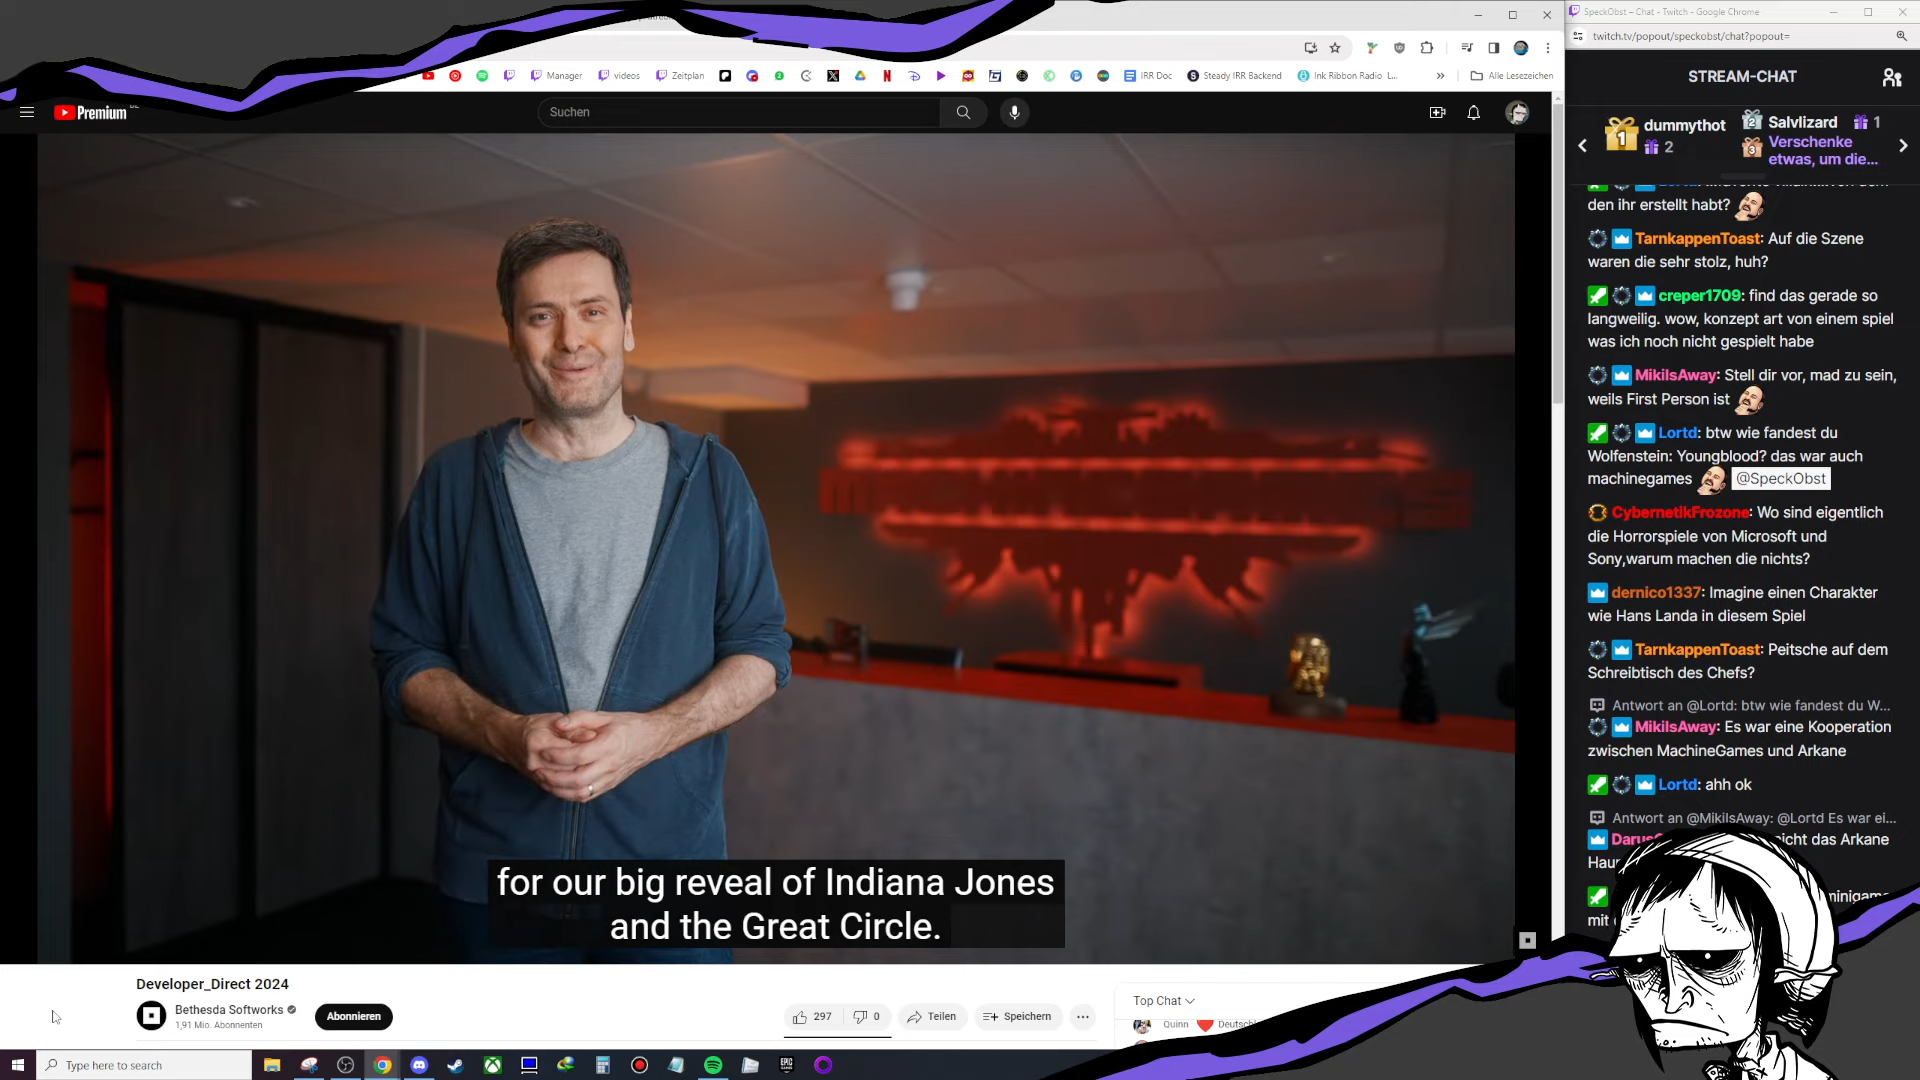 SpeckObst – Chat - Twitch - Google Chrome
twitch.tv/popout/speckobst/chat?popout=
Manager
videos
Zeitplan
IRR Doc
Steady IRR Backend
Ink Ribbon Radio L...
Alle Lesezeichen
Premium
Suchen
STREAM-CHAT
1 dummythot
2
2 Salvlizard 1
3 Verschenke
etwas, um die...
den ihr erstellt habt?
TarnkappenToast: Auf die Szene
waren die sehr stolz, huh?
creper1709: find das gerade so
langweilig. wow, konzept art von einem spiel
was ich noch nicht gespielt habe
MikilsAway: Stell dir vor, mad zu sein,
weils First Person ist
Lortd: btw wie fandest du
Wolfenstein: Youngblood? das war auch
machinegames @SpeckObst
CybernetikFrozone: Wo sind eigentlich
die Horrorspiele von Microsoft und
Sony,warum machen die nichts?
dernico1337: Imagine einen Charakter
wie Hans Landa in diesem Spiel
TarnkappenToast: Peitsche auf dem
Schreibtisch des Chefs?
Antwort an @Lortd: btw wie fandest du W...
MikilsAway: Es war eine Kooperation
zwischen MachineGames und Arkane
Lortd: ahh ok
Antwort an @MikilsAway: @Lortd Es war ei...
das Arkane
for our big reveal of Indiana Jones
and the Great Circle.
Developer_Direct 2024
Bethesda Softworks
1,91 Mio. Abonnenten
Abonnieren
297
0
Teilen
Speichern
Top Chat
Quinn
Type here to search